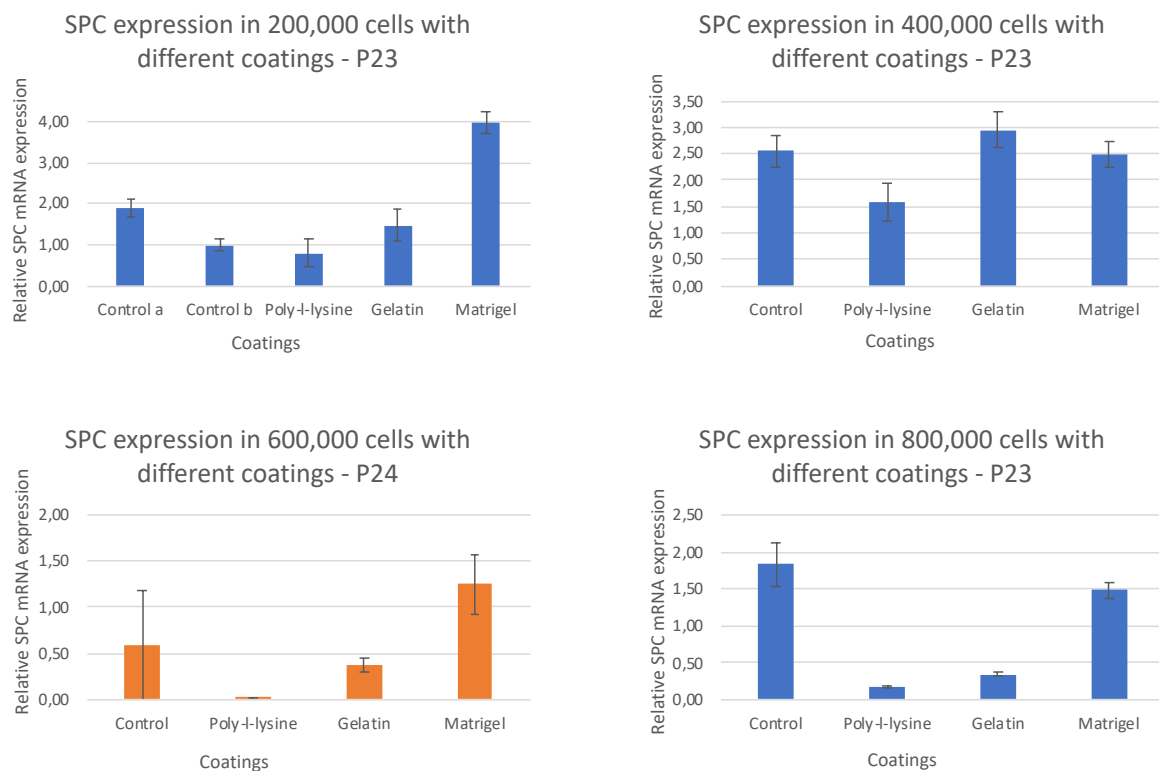 SPC expression in 200,000 cells with
different coatings - P23
Relative SPC mRNA expression
4,00
3,00
2,00
1,00
0,00
Control a Control b Poly-l-lysine Gelatin Matrigel
Coatings
SPC expression in 400,000 cells with
different coatings - P23
Relative SPC mRNA expression
3,50
3,00
2,50
2,00
1,50
1,00
0,50
0,00
Control Poly-l-lysine Gelatin Matrigel
Coatings
SPC expression in 600,000 cells with
different coatings - P24
Relative SPC mRNA expression
2,00
1,50
1,00
0,50
0,00
Control Poly-l-lysine Gelatin Matrigel
Coatings
SPC expression in 800,000 cells with
different coatings - P23
Relative SPC mRNA expression
2,50
2,00
1,50
1,00
0,50
0,00
Control Poly-l-lysine Gelatin Matrigel
Coatings